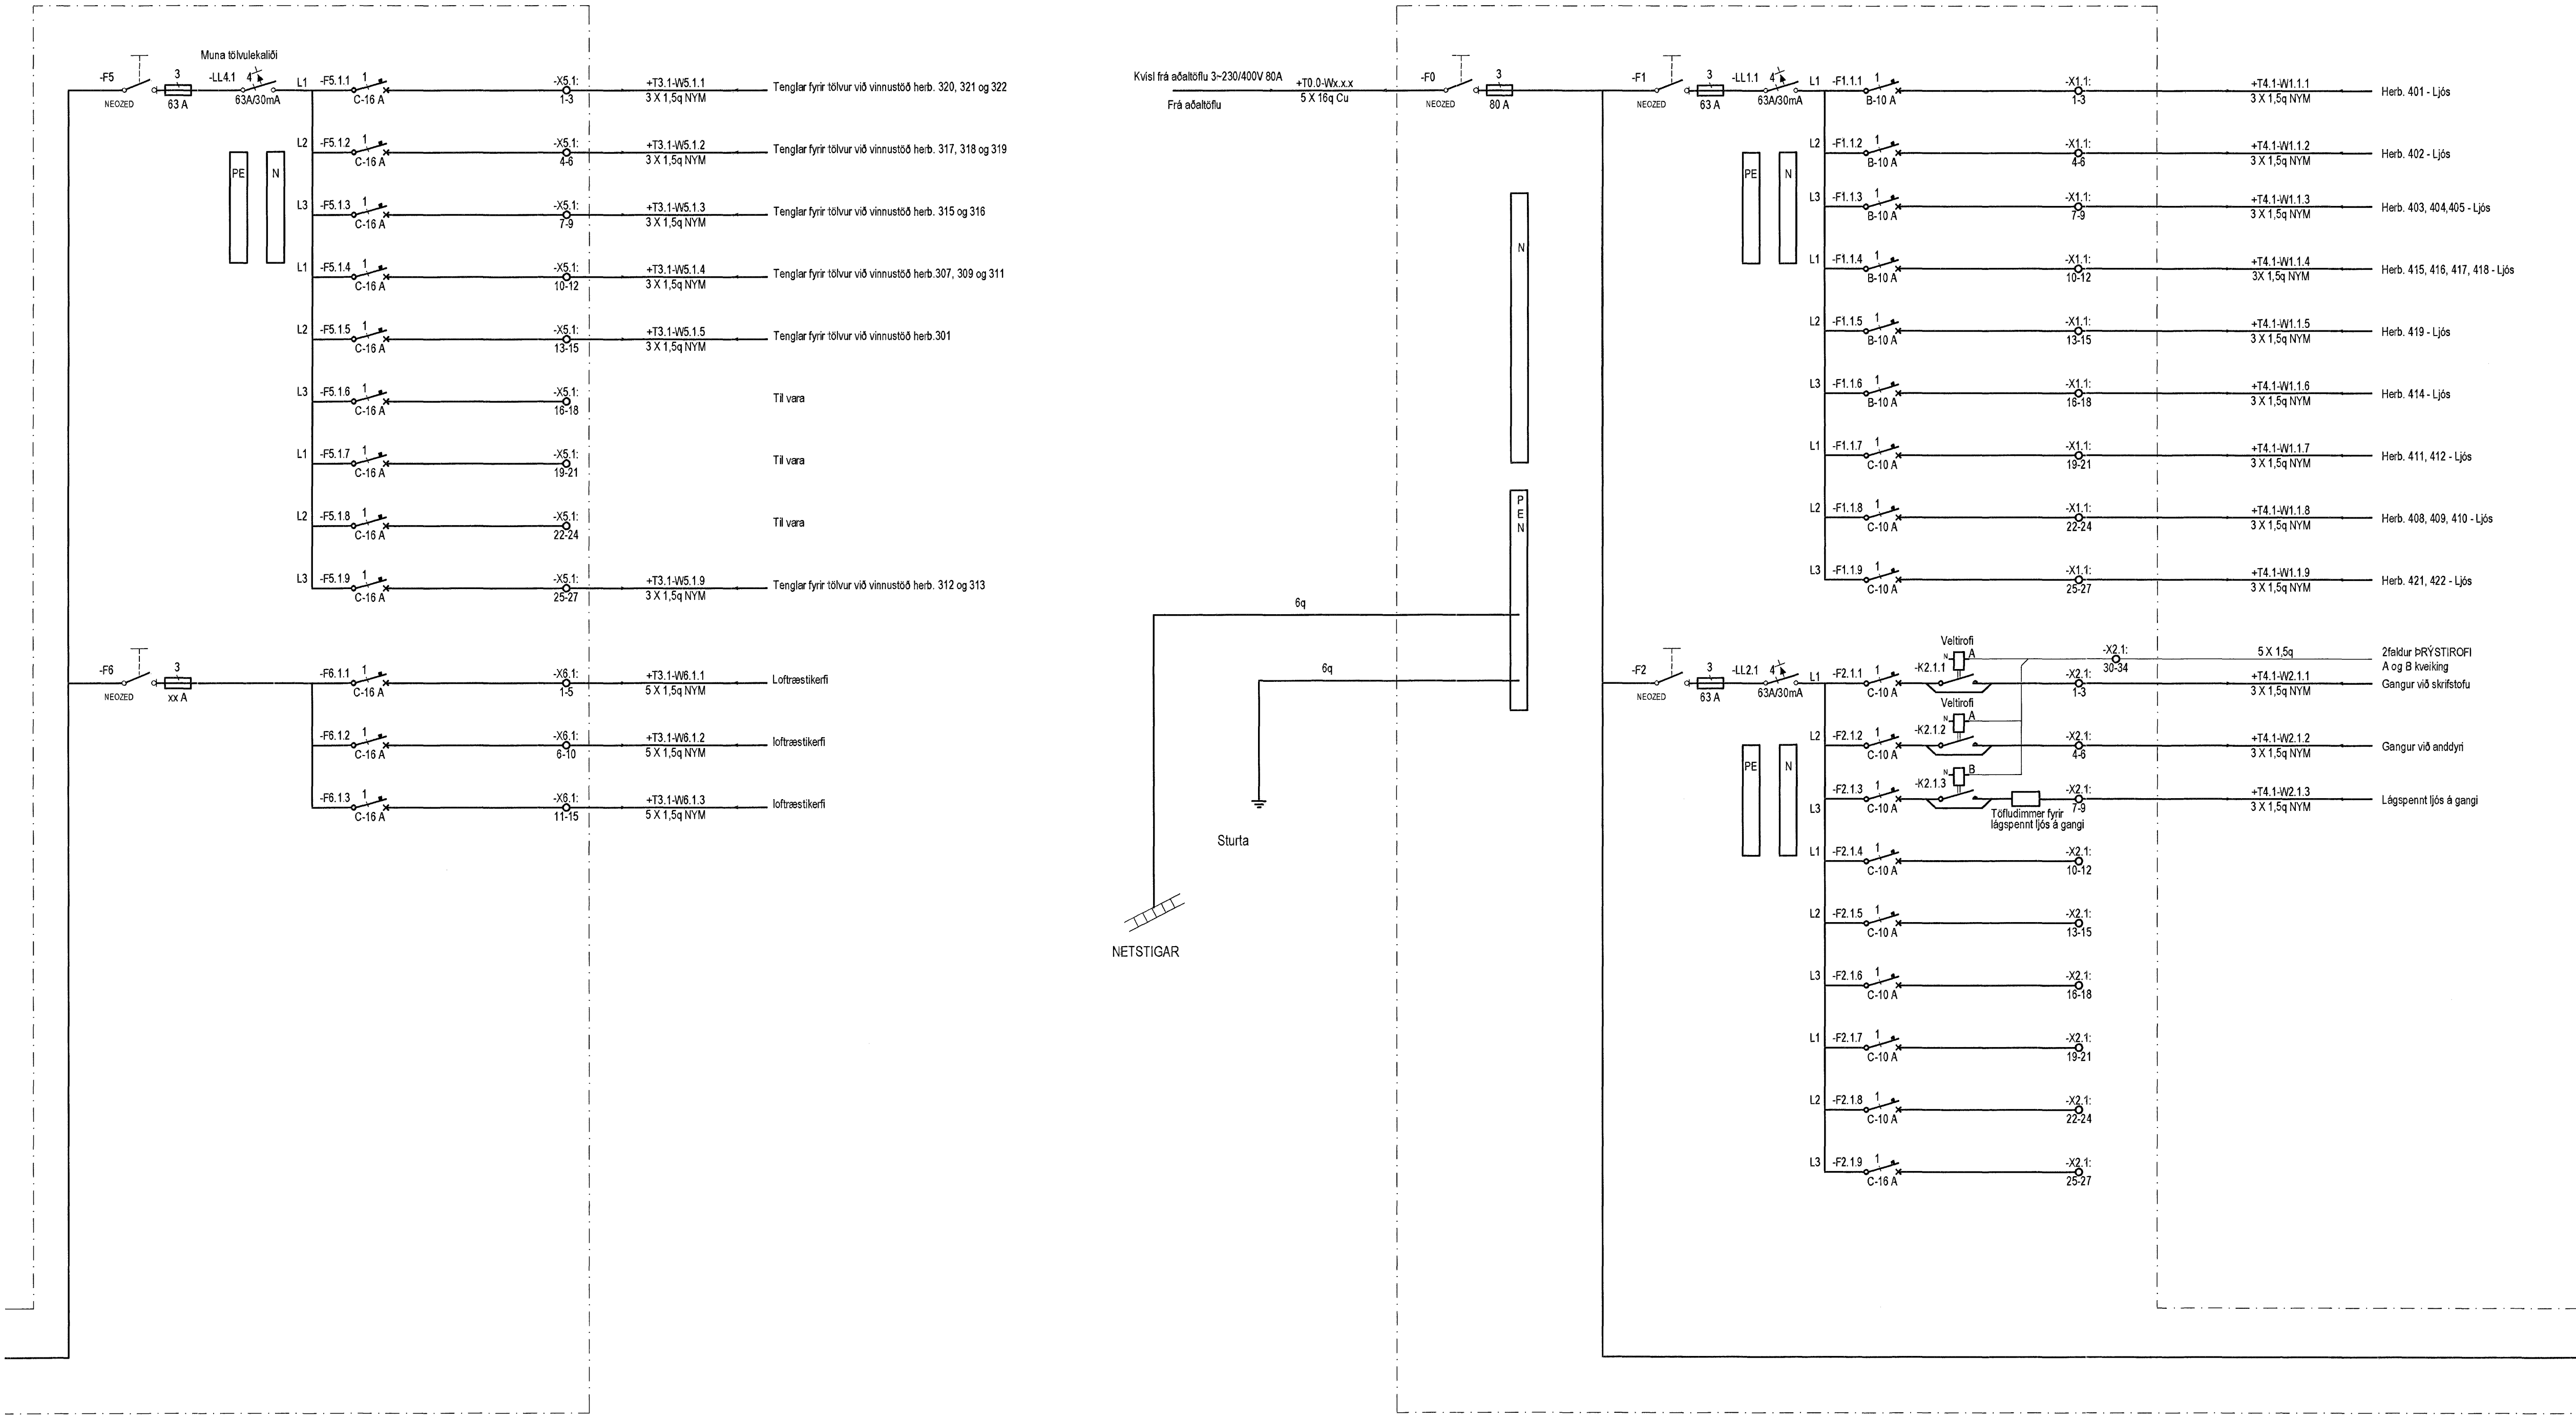 Muna tölvulekaliði
-F5
NEOZED
3
63 A
-LL4.1
4
63A/30mA
L1 -F5.1.1 1
C-16 A
-X5.1:
1-3
+T3.1-W5.1.1
3 X 1,5q NYM
Tenglar fyrir tölvur við vinnustöð herb. 320, 321 og 322
PE
N
L2 -F5.1.2 1
C-16 A
-X5.1:
4-6
+T3.1-W5.1.2
3 X 1,5q NYM
Tenglar fyrir tölvur við vinnustöð herb. 317, 318 og 319
L3 -F5.1.3 1
C-16 A
-X5.1:
7-9
+T3.1-W5.1.3
3 X 1,5q NYM
Tenglar fyrir tölvur við vinnustöð herb. 315 og 316
L1 -F5.1.4 1
C-16 A
-X5.1:
10-12
+T3.1-W5.1.4
3 X 1,5q NYM
Tenglar fyrir tölvur við vinnustöð herb.307, 309 og 311
L2 -F5.1.5 1
C-16 A
-X5.1:
13-15
+T3.1-W5.1.5
3 X 1,5q NYM
Tenglar fyrir tölvur við vinnustöð herb.301
L3 -F5.1.6 1
C-16 A
-X5.1:
16-18
Til vara
L1 -F5.1.7 1
C-16 A
-X5.1:
19-21
Til vara
L2 -F5.1.8 1
C-16 A
-X5.1:
22-24
Til vara
L3 -F5.1.9 1
C-16 A
-X5.1:
25-27
+T3.1-W5.1.9
3 X 1,5q NYM
Tenglar fyrir tölvur við vinnustöð herb. 312 og 313
-F6
NEOZED
3
xx A
-F6.1.1 1
C-16 A
-X6.1:
1-5
+T3.1-W6.1.1
5 X 1,5q NYM
Loftræstikerfi
-F6.1.2 1
C-16 A
-X6.1:
6-10
+T3.1-W6.1.2
5 X 1,5q NYM
loftræstikerfi
-F6.1.3 1
C-16 A
-X6.1:
11-15
+T3.1-W6.1.3
5 X 1,5q NYM
loftræstikerfi
Kvísl frá aðaltöflu 3~230/400V 80A
Frá aðaltöflu
+T0.0-Wx.x.x
5 X 16q Cu
-F0
NEOZED
3
80 A
N
P
E
N
6q
6q
Sturta
NETSTIGAR
-F1
NEOZED
3
63 A
-LL1.1
4
63A/30mA
L1 -F1.1.1 1
B-10 A
-X1.1:
1-3
+T4.1-W1.1.1
3 X 1,5q NYM
Herb. 401 - Ljós
PE
N
L2 -F1.1.2 1
B-10 A
-X1.1:
4-6
+T4.1-W1.1.2
3 X 1,5q NYM
Herb. 402 - Ljós
L3 -F1.1.3 1
B-10 A
-X1.1:
7-9
+T4.1-W1.1.3
3 X 1,5q NYM
Herb. 403, 404,405 - Ljós
L1 -F1.1.4 1
B-10 A
-X1.1:
10-12
+T4.1-W1.1.4
3X 1,5q NYM
Herb. 415, 416, 417, 418 - Ljós
L2 -F1.1.5 1
B-10 A
-X1.1:
13-15
+T4.1-W1.1.5
3 X 1,5q NYM
Herb. 419 - Ljós
L3 -F1.1.6 1
B-10 A
-X1.1:
16-18
+T4.1-W1.1.6
3 X 1,5q NYM
Herb. 414 - Ljós
L1 -F1.1.7 1
C-10 A
-X1.1:
19-21
+T4.1-W1.1.7
3 X 1,5q NYM
Herb. 411, 412 - Ljós
L2 -F1.1.8 1
C-10 A
-X1.1:
22-24
+T4.1-W1.1.8
3 X 1,5q NYM
Herb. 408, 409, 410 - Ljós
L3 -F1.1.9 1
C-10 A
-X1.1:
25-27
+T4.1-W1.1.9
3 X 1,5q NYM
Herb. 421, 422 - Ljós
-F2
NEOZED
3
63 A
-LL2.1
4
63A/30mA
Veltirofi
N A
-X2.1:
30-34
5 X 1,5q
2faldur ÞRÝSTIROFI
A og B kveiking
L1 -F2.1.1 1
C-10 A
-K2.1.1
-X2.1:
1-3
+T4.1-W2.1.1
3 X 1,5q NYM
Gangur við skrifstofu
Veltirofi
N A
PE
N
L2 -F2.1.2 1
C-10 A
-K2.1.2
-X2.1:
4-6
+T4.1-W2.1.2
3 X 1,5q NYM
Gangur við anddyri
N B
L3 -F2.1.3 1
C-10 A
-K2.1.3
Töfludimmer fyrir
lágspennt ljós á gangi
-X2.1:
7-9
+T4.1-W2.1.3
3 X 1,5q NYM
Lágspennt ljós á gangi
L1 -F2.1.4 1
C-10 A
-X2.1:
10-12
L2 -F2.1.5 1
C-10 A
-X2.1:
13-15
L3 -F2.1.6 1
C-10 A
-X2.1:
16-18
L1 -F2.1.7 1
C-10 A
-X2.1:
19-21
L2 -F2.1.8 1
C-10 A
-X2.1:
22-24
L3 -F2.1.9 1
C-16 A
-X2.1:
25-27